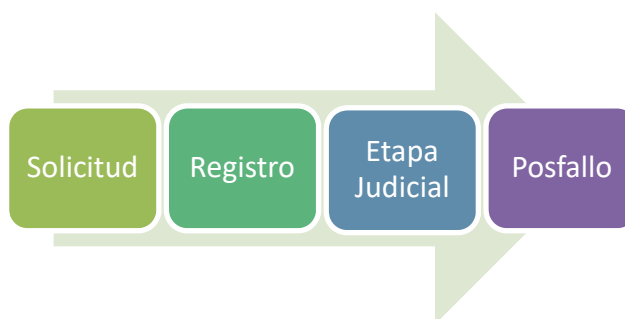 Solicitud
Registro
Etapa
Judicial
Posfallo